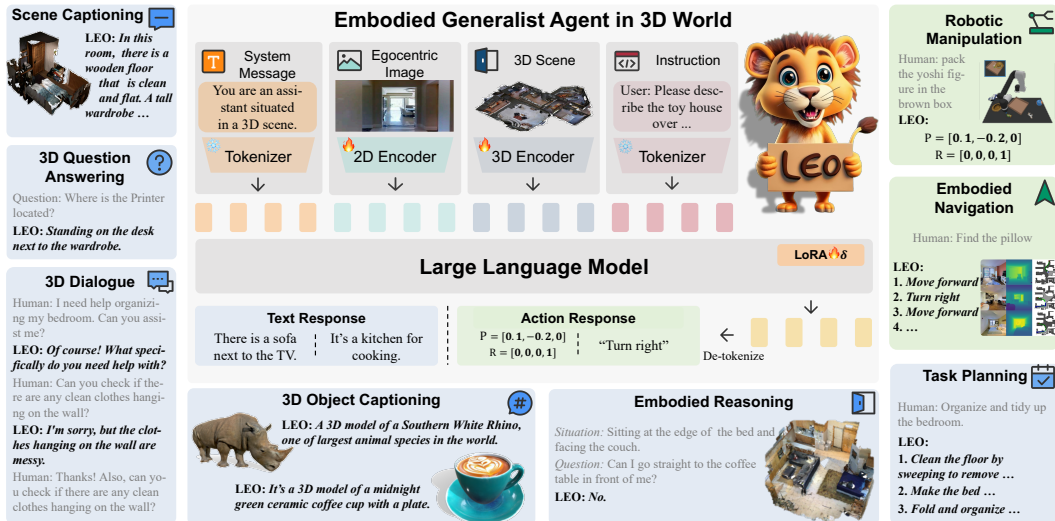 Scene Captioning
LEO: In this
room, there is a
wooden floor
that is clean
and flat. A tall
wardrobe …
3D Question
Answering
Question: Where is the Printer
located?
LEO: Standing on the desk
next to the wardrobe.
3D Dialogue
Human: I need help organizi-
ng my bedroom. Can you assi-
st me?
LEO: Of course! What speci-
fically do you need help with?
Human: Can you check if the-
re are any clean clothes hangi-
ng on the wall?
LEO: I'm sorry, but the clot-
hes hanging on the wall are
messy.
Human: Thanks! Also, can yo-
u check if there are any clean
clothes hanging on the wall?
Embodied Generalist Agent in 3D World
System
Message
You are an assi-
stant situated
in a 3D scene.
Tokenizer
Egocentric
Image
2D Encoder
3D Scene
3D Encoder
Instruction
User: Please desc-
ribe the toy house
over ...
Tokenizer
LEO
Large Language Model
LoRA δ
Text Response
There is a sofa
next to the TV.
It's a kitchen for
cooking.
Action Response
P = [0.1, −0.2, 0]
R = [0, 0, 0, 1]
“Turn right”
De-tokenize
3D Object Captioning
LEO: A 3D model of a Southern White Rhino,
one of largest animal species in the world.
LEO: It's a 3D model of a midnight
green ceramic coffee cup with a plate.
Embodied Reasoning
Situation: Sitting at the edge of the bed and
facing the couch.
Question: Can I go straight to the coffee
table in front of me?
LEO: No.
Robotic
Manipulation
Human: pack
the yoshi fig-
ure in the
brown box
LEO:
P = [0.1, −0.2, 0]
R = [0, 0, 0, 1]
Embodied
Navigation
Human: Find the pillow
LEO:
1. Move forward
2. Turn right
3. Move forward
4. …
Task Planning
Human: Organize and tidy up
the bedroom.
LEO:
1. Clean the floor by
sweeping to remove …
2. Make the bed …
3. Fold and organize …